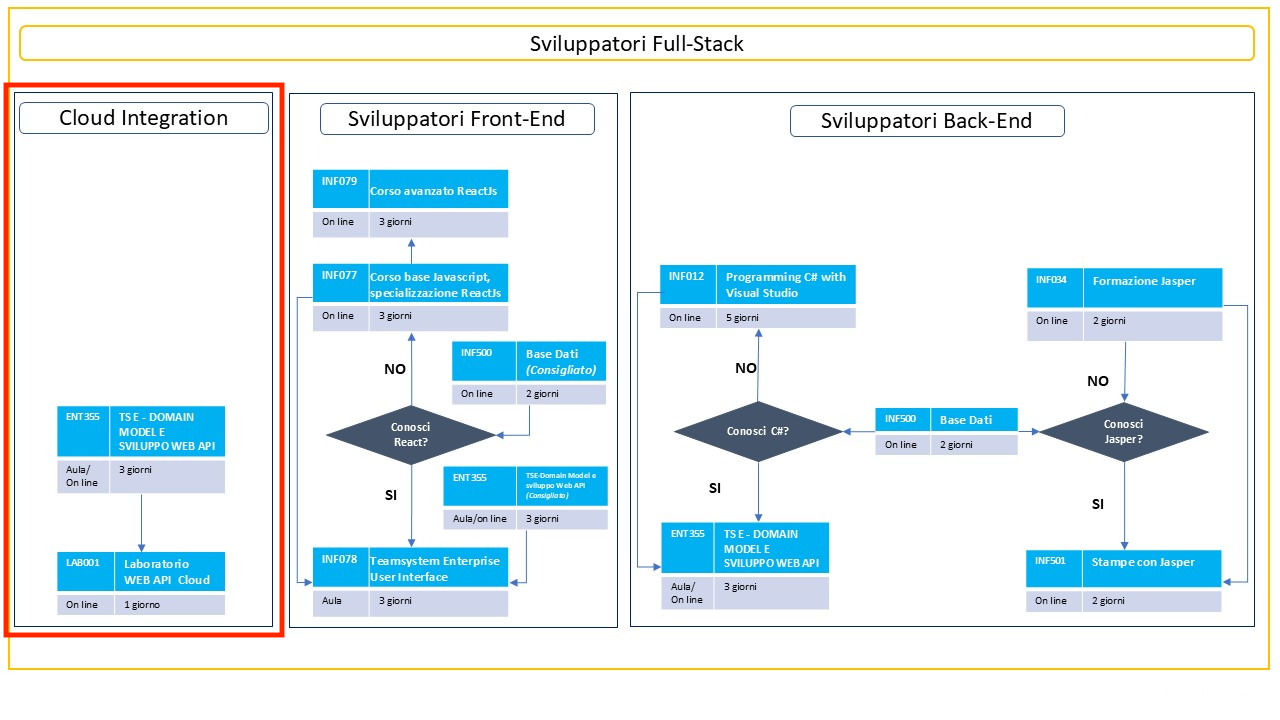 Sviluppatori Full-Stack
Cloud Integration
ENT355
TSE - DOMAIN
MODEL E
SVILUPPO WEB API
Aula/
On line
3 giorni
LAB001
Laboratorio
WEB API Cloud
On line
1 giorno
Sviluppatori Front-End
INF079
Corso avanzato ReactJs
On line
3 giorni
INF077
Corso base Javascript,
specializzazione ReactJs
On line
3 giorni
NO
INF500
Base Dati
(Consigliato)
On line
2 giorni
Conosci
React?
SI
ENT355
TSE-Domain Model e
sviluppo Web API
(Consigliato)
Aula/on line
3 giorni
INF078
Teamsystem Enterprise
User Interface
Aula
3 giorni
Sviluppatori Back-End
INF012
Programming C# with
Visual Studio
On line
5 giorni
NO
Conosci C#?
SI
ENT355
TSE - DOMAIN
MODEL E
SVILUPPO WEB API
Aula/
On line
3 giorni
INF500
Base Dati
On line
2 giorni
INF034
Formazione Jasper
On line
2 giorni
NO
Conosci
Jasper?
SI
INF501
Stampe con Jasper
On line
2 giorni